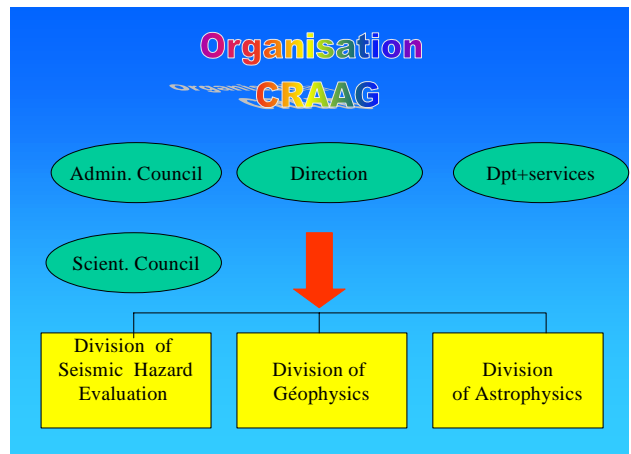 Organisation
CRAAG
Admin. Council
Direction
Dpt+services
Scient. Council
Division of
Seismic Hazard
Evaluation
Division of
Géophysics
Division
of Astrophysics